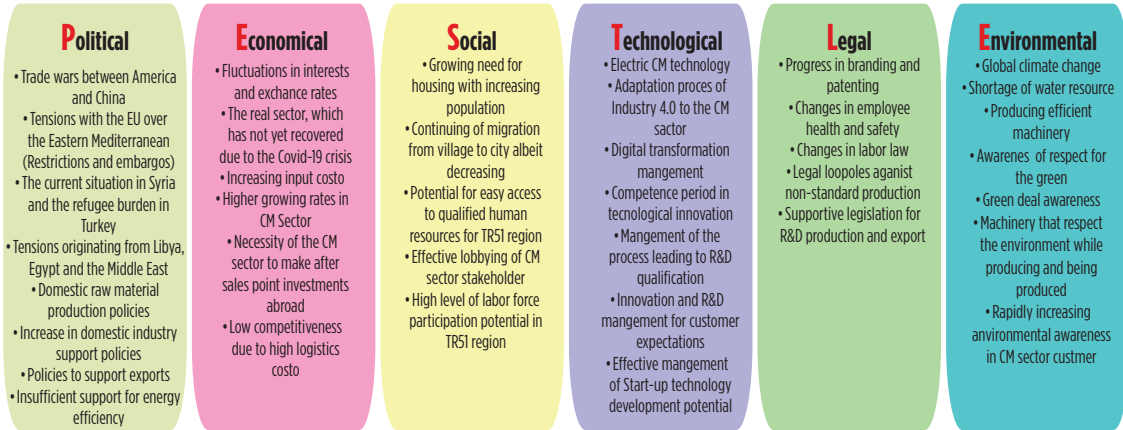 Political
• Trade wars between America
and China
• Tensions with the EU over
the Eastern Mediterranean
(Restrictions and embargos)
• The current situation in Syria
and the refugee burden in
Turkey
• Tensions originating from Libya,
Egypt and the Middle East
• Domestic raw material
production policies
• Increase in domestic industry
support policies
• Policies to support exports
• Insufficient support for energy
efficiency
Economical
• Fluctuations in interests
and exchance rates
• The real sector, which
has not yet recovered
due to the Covid-19 crisis
• Increasing input costo
• Higher growing rates in
CM Sector
• Necessity of the CM
sector to make after
sales point investments
abroad
• Low competitiveness
due to high logistics
costo
Social
• Growing need for
housing with increasing
population
• Continuing of migration
from village to city albeit
decreasing
• Potential for easy access
to qualified human
resources for TR51 region
• Effective lobbying of CM
sector stakeholder
• High level of labor force
participation potential in
TR51 region
Technological
• Electric CM technology
• Adaptation proces of
Industry 4.0 to the CM
sactor
• Digital transformation
mangement
• Competence period in
tecnological innovation
• Mangement of the
process leading to R&D
qualification
• Innovation and R&D
mangement for customer
expectations
• Effective mangement
of Start-up technology
development potential
Legal
• Progress in branding and
patenting
• Changes in employee
health and safety
• Changes in labor law
• Legal loopoles aganist
non-standard production
• Supportive legislation for
R&D production and export
Environmental
• Global climate change
• Shortage of water resource
• Producing efficient
machinery
• Awarenes of respect for
the green
• Green deal awareness
• Machinery that respect
the environment while
producing and being
produced
• Rapidly increasing
anvironmental awareness
in CM sector custmer